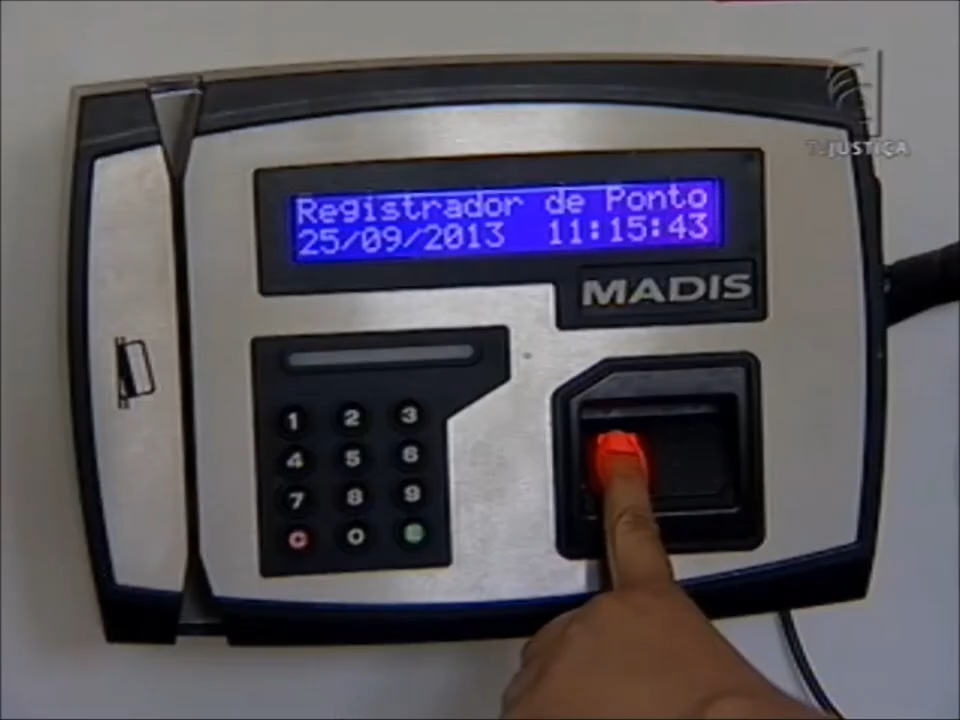 TV JUSTIÇA
Registrador de Ponto
25/09/2013 11:15:43
MADIS
1 2 3
4 5 6
7 8 9
C 0